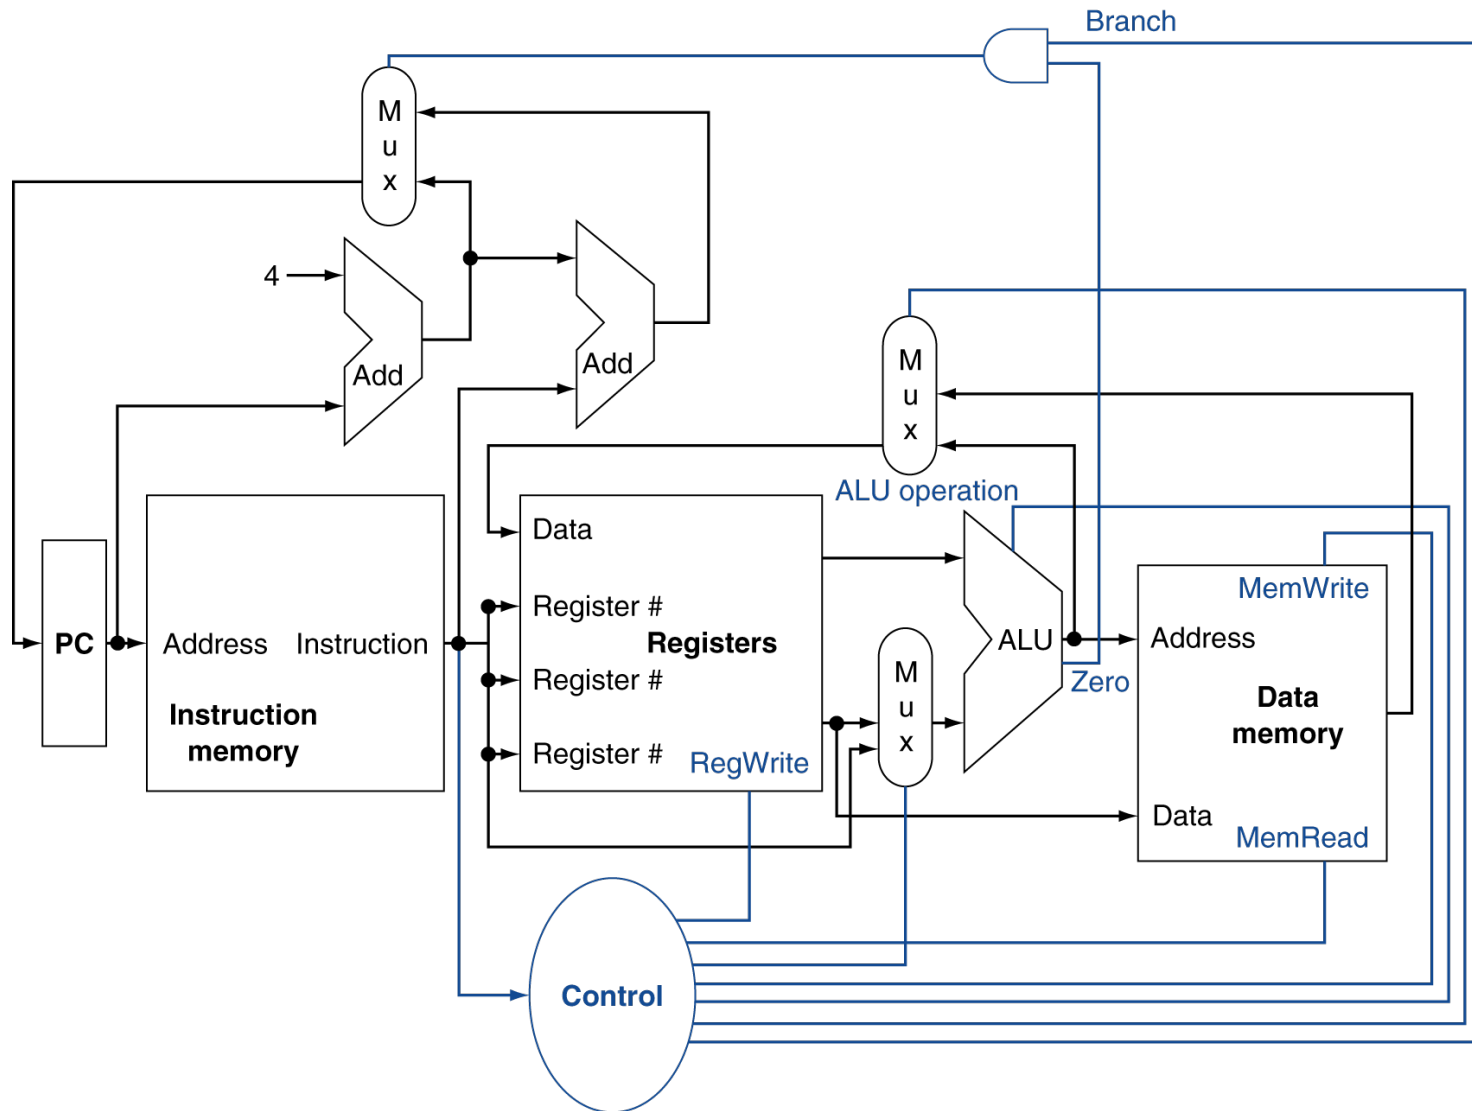 Branch
M
u
x
4
Add
Add
M
u
x
ALU operation
Data
Register #
Registers
Register #
Register #
RegWrite
PC
Address
Instruction
Instruction
memory
M
u
x
ALU
Zero
MemWrite
Address
Data
memory
Data
MemRead
Control